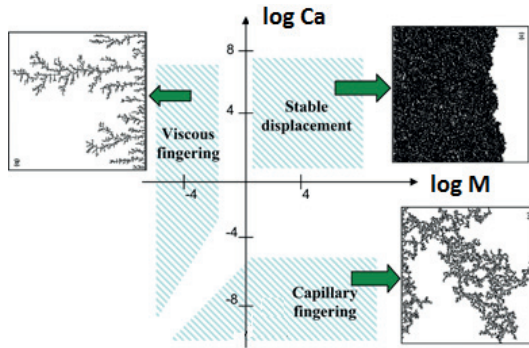 log Ca
8
Stable
displacement
4
Viscous
fingering
log M
-4
4
-4
Capillary
fingering
-8